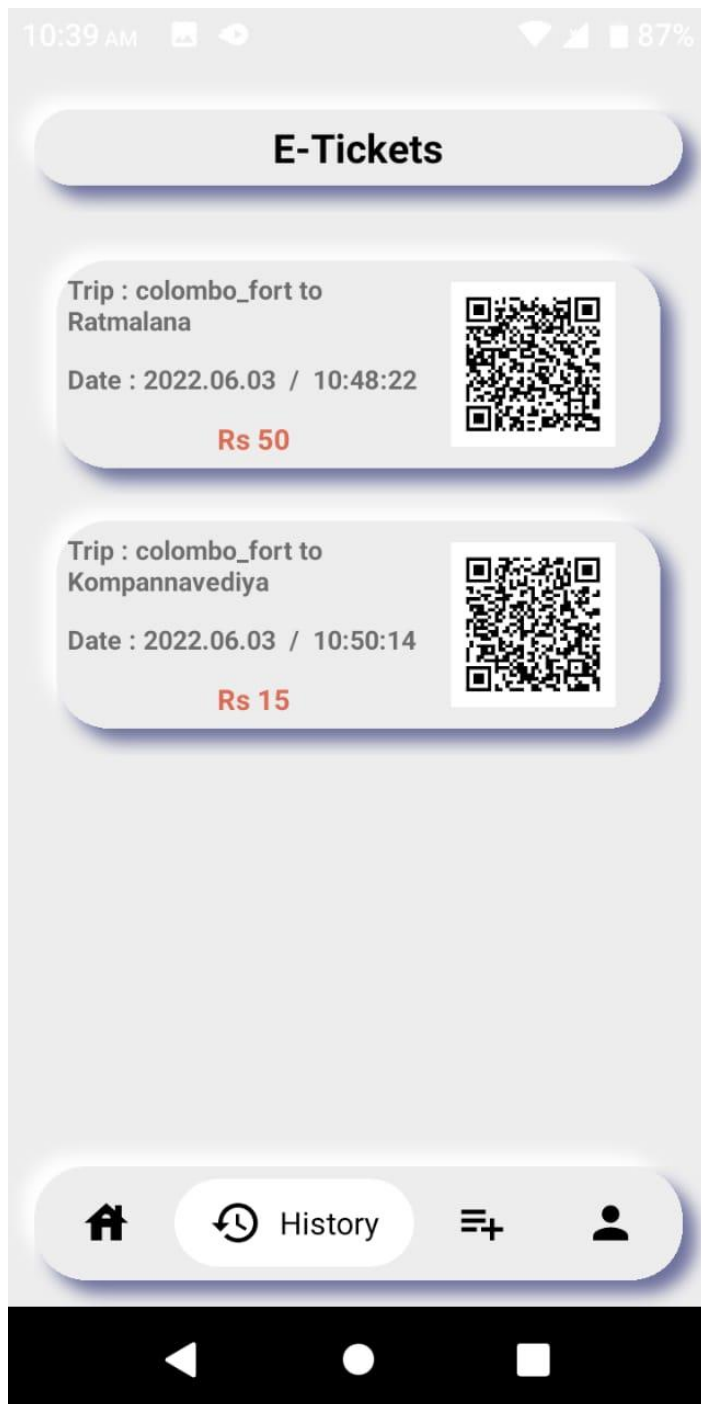 10:39 AM 87%
E-Tickets
Trip : colombo_fort to
Ratmalana
Date : 2022.06.03 / 10:48:22
Rs 50
Trip : colombo_fort to
Kompannavediya
Date : 2022.06.03 / 10:50:14
Rs 15
History